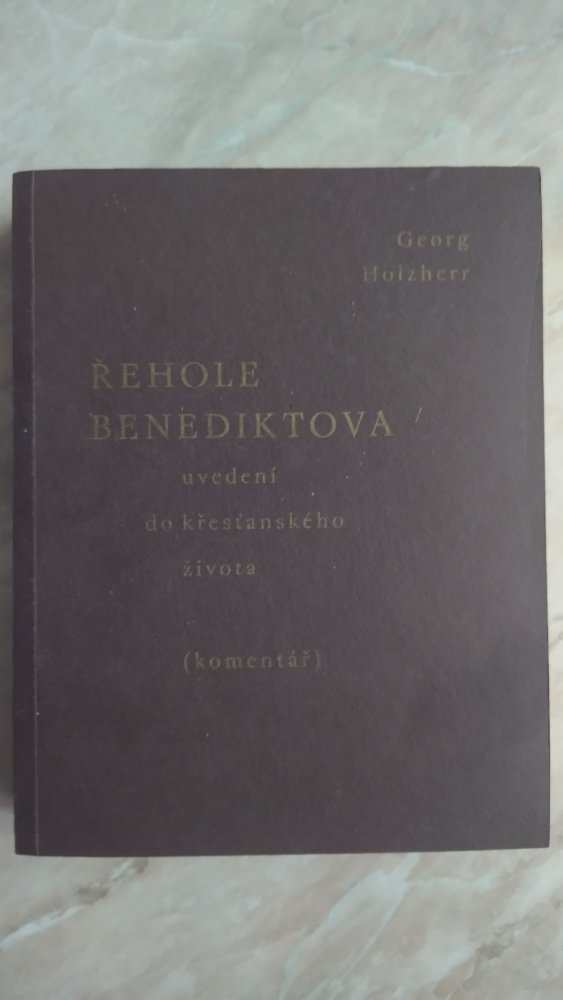 Georg
Holzherr
ŘEHOLE
BENEDIKTOVA /
uvedení
do křesťanského
života
(komentář)